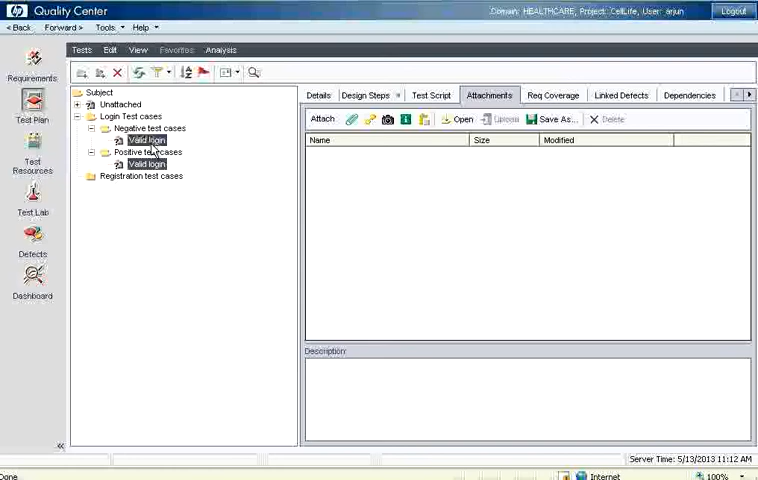 hp Quality Center
Domain: HEALTHCARE, Project: CellLife, User: arjun
Logout
< Back Forward > Tools Help
Requirements
Test Plan
Test Resources
Test Lab
Defects
Dashboard
Tests Edit View Favorites Analysis
Subject
Unattached
Login Test cases
Negative test cases
Valid login
Positive test cases
Valid login
Registration test cases
Details Design Steps Test Script Attachments Req Coverage Linked Defects Dependencies
Attach Open Upload Save As... Delete
Name Size Modified
Description:
Server Time: 5/13/2013 11:12 AM
Done Internet 100%